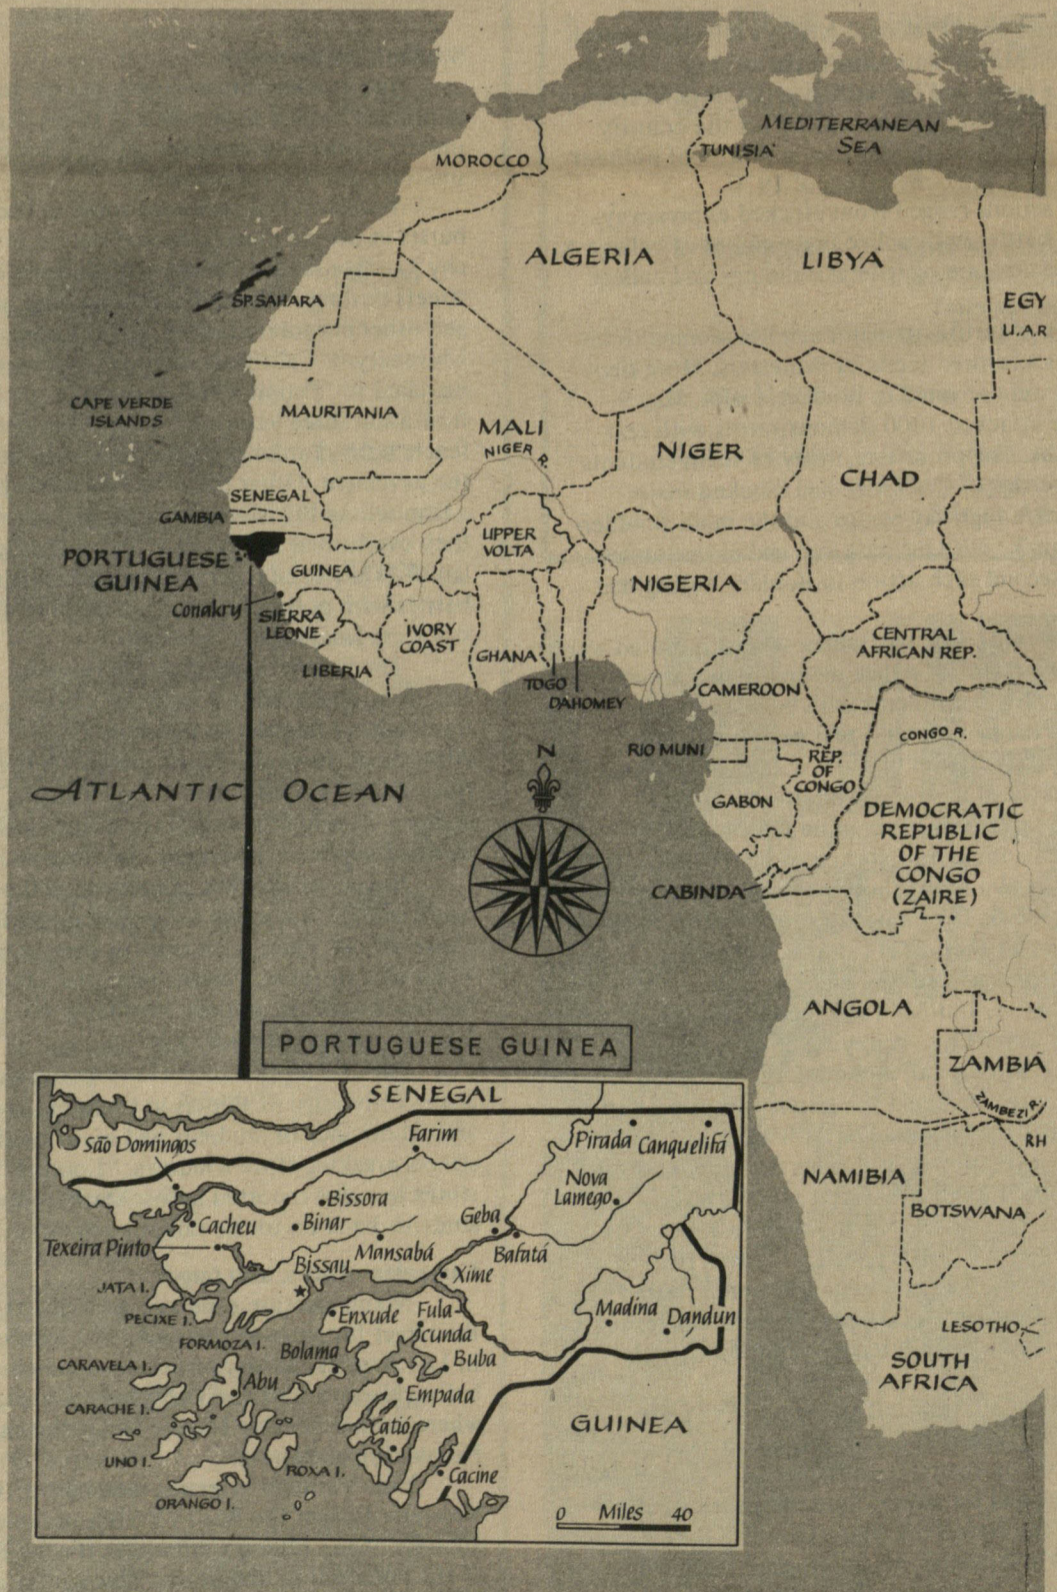 MEDITERRANEAN
SEA
MOROCCO
TUNISIA
ALGERIA
LIBYA
SP. SAHARA
EGY
U.A.R
CAPE VERDE
ISLANDS
MAURITANIA
MALI
NIGER R.
NIGER
CHAD
SENEGAL
GAMBIA
UPPER
VOLTA
PORTUGUESE
GUINEA
GUINEA
NIGERIA
Conakry
SIERRA
LEONE
IVORY
COAST
CENTRAL
AFRICAN REP.
GHANA
LIBERIA
TOGO
DAHOMEY
CAMEROON
CONGO R.
RIO MUNI
REP.
OF
CONGO
N
ATLANTIC OCEAN
GABON
DEMOCRATIC
REPUBLIC
OF THE
CONGO
(ZAIRE)
CABINDA
ANGOLA
PORTUGUESE GUINEA
ZAMBIA
ZAMBEZI R.
RH
NAMIBIA
BOTSWANA
LESOTHO
SOUTH
AFRICA
SENEGAL
São Domingos
Farim
Pirada
Canquelifá
Bissora
Nova
Lamego
Cacheu
Binar
Geba
Texeira Pinto
Mansabá
Bafatá
Bissau
Xime
JATA I.
PECIXE I.
Enxude
Fula-
cunda
Madina
Dandun
FORMOZA I.
Bolama
Buba
CARAVELA I.
Abu
Empada
CARACHE I.
Catió
GUINEA
UNO I.
ROXA I.
Cacine
ORANGO I.
0 Miles 40